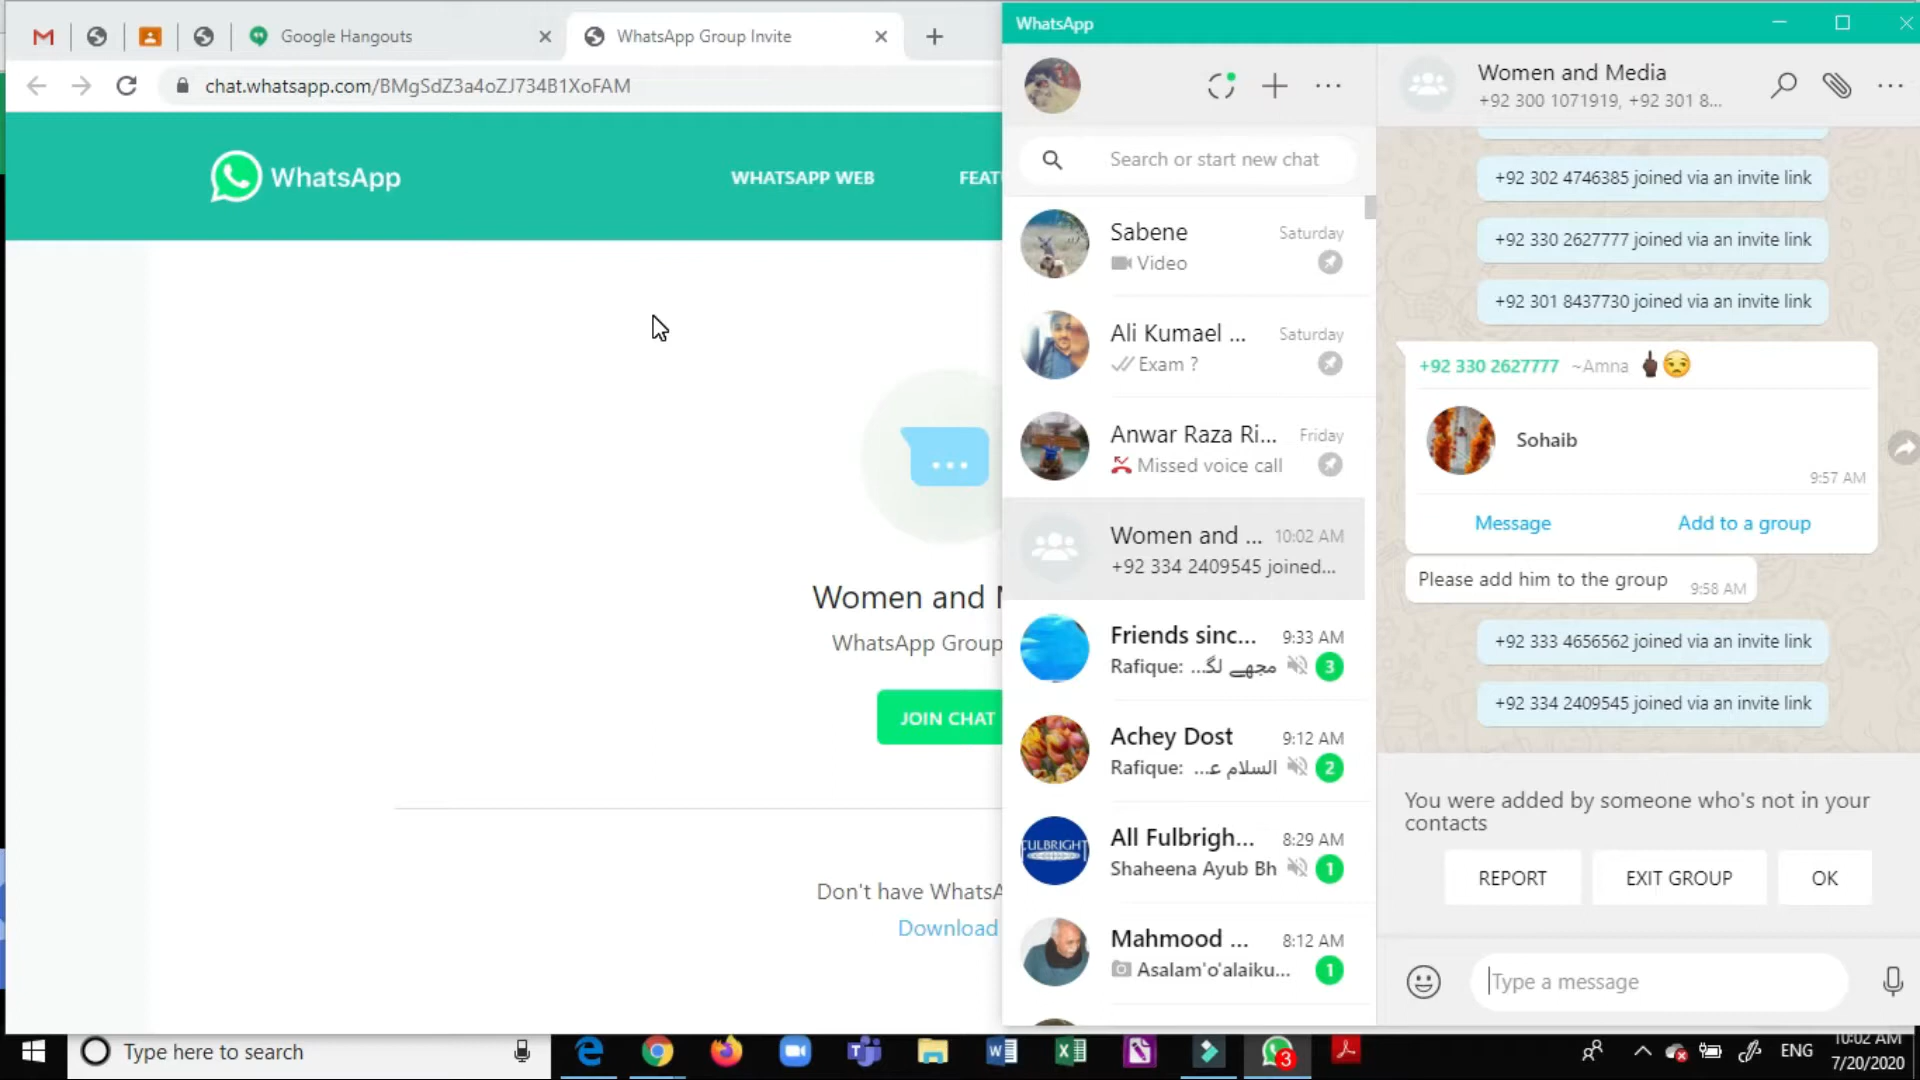 Google Hangouts
WhatsApp Group Invite
chat.whatsapp.com/BMgSdZ3a4oZJ734B1XoFAM
WhatsApp
WHATSAPP WEB
FEAT
Women and
WhatsApp Group
JOIN CHAT
Don't have WhatsA
Download
WhatsApp
Search or start new chat
Sabene
Saturday
Video
Ali Kumael ...
Saturday
Exam ?
Anwar Raza Ri...
Friday
Missed voice call
Women and ...
10:02 AM
+92 334 2409545 joined...
Friends sinc...
9:33 AM
Rafique: مجھے لگ...
3
Achey Dost
9:12 AM
Rafique: السلام ع...
2
FULBRIGHT
All Fulbrigh...
8:29 AM
Shaheena Ayub Bh
1
Mahmood ...
8:12 AM
Asalam'o'alaiku...
1
Women and Media
+92 300 1071919, +92 301 8...
+92 302 4746385 joined via an invite link
+92 330 2627777 joined via an invite link
+92 301 8437730 joined via an invite link
+92 330 2627777 ~Amna 🖕🏿😒
Sohaib
9:57 AM
Message
Add to a group
Please add him to the group
9:58 AM
+92 333 4656562 joined via an invite link
+92 334 2409545 joined via an invite link
You were added by someone who's not in your
contacts
REPORT
EXIT GROUP
OK
Type a message
Type here to search
3
ENG
10:02 AM
7/20/2020